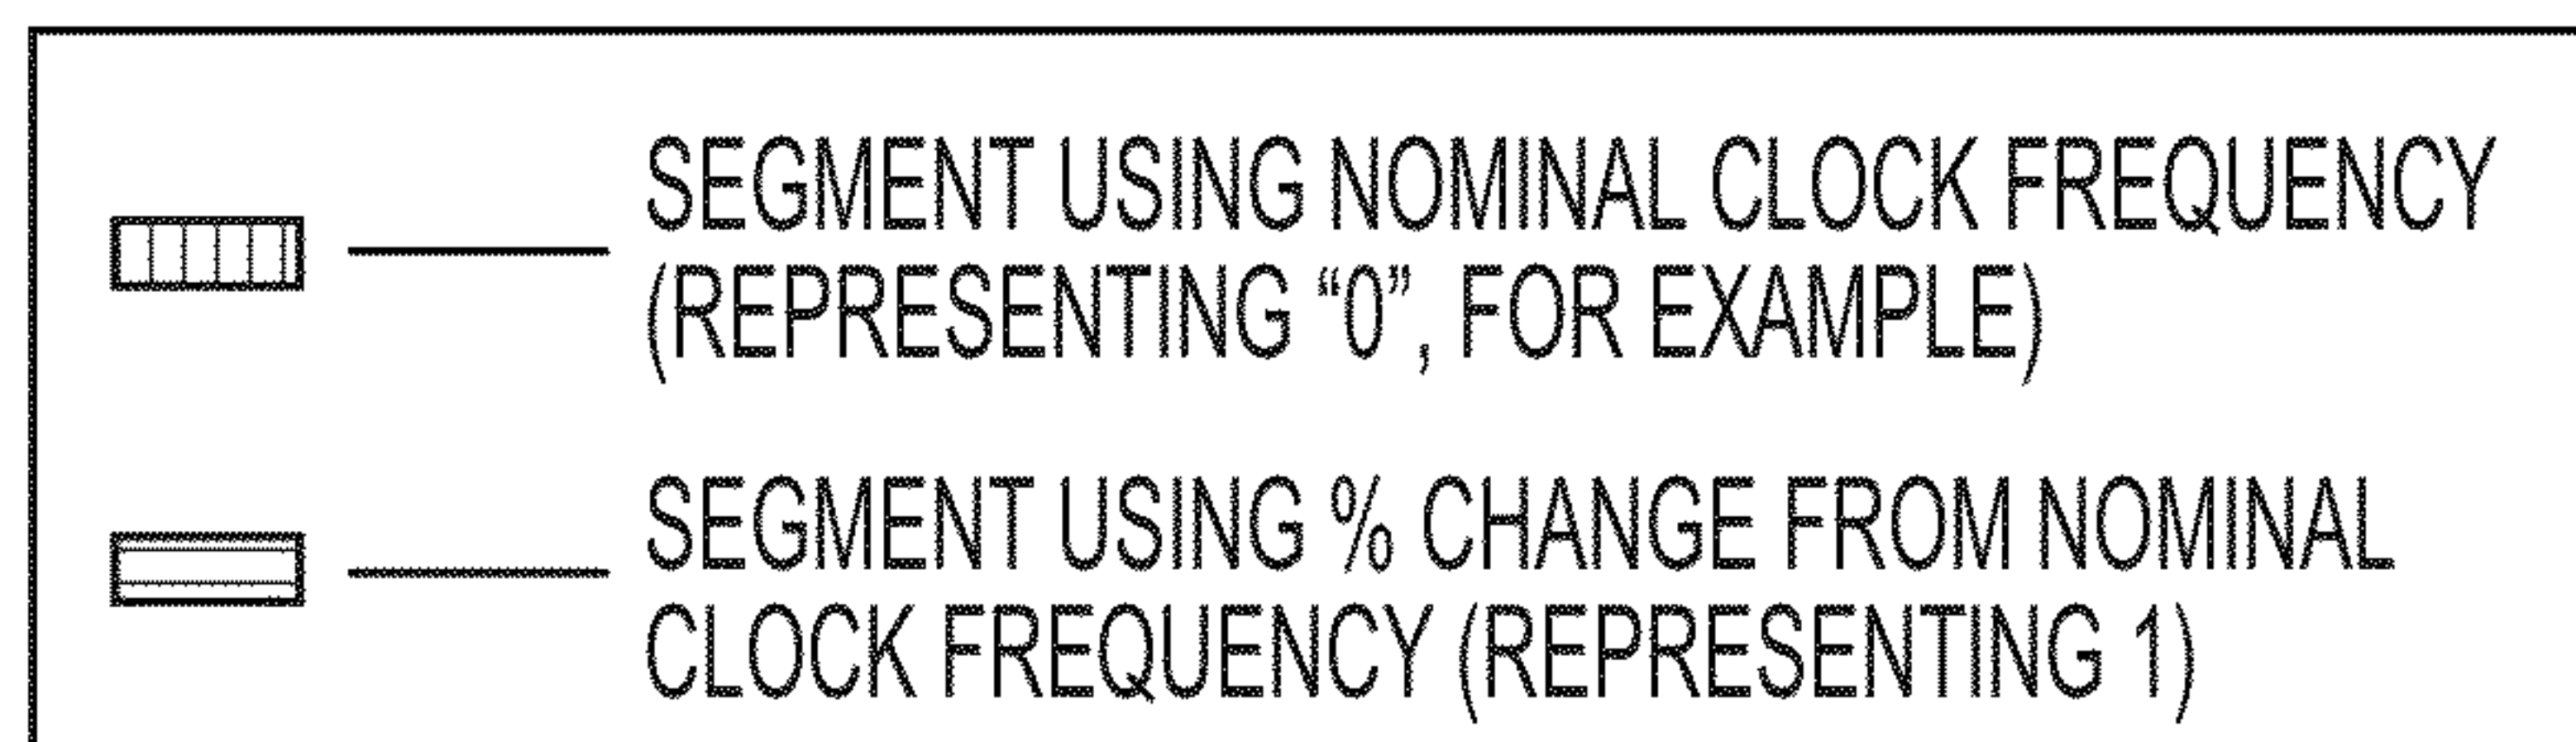 SEGMENT USING NOMINAL CLOCK FREQUENCY
(REPRESENTING “0”, FOR EXAMPLE)
SEGMENT USING % CHANGE FROM NOMINAL
CLOCK FREQUENCY (REPRESENTING 1)